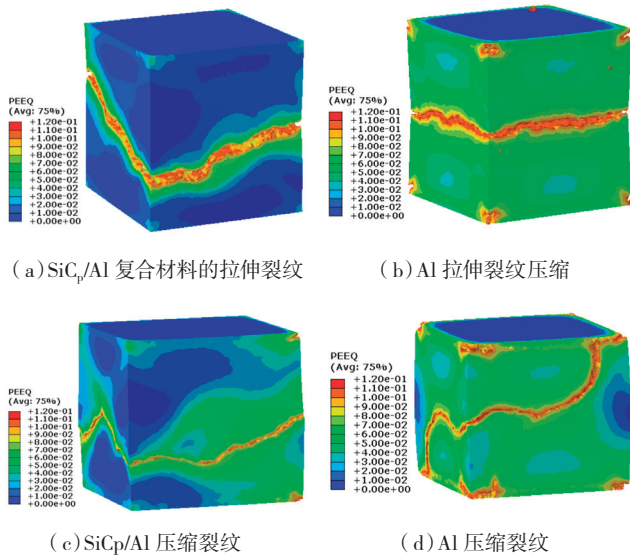 PEEQ
(Avg: 75%)
+1.20e-01
+1.10e-01
+1.00e-01
+9.00e-02
+8.00e-02
+7.00e-02
+6.00e-02
+5.00e-02
+4.00e-02
+3.00e-02
+2.00e-02
+1.00e-02
+0.00e+00
PEEQ
(Avg: 75%)
+1.20e-01
+1.10e-01
+1.00e-01
+9.00e-02
+8.00e-02
+7.00e-02
+6.00e-02
+5.00e-02
+4.00e-02
+3.00e-02
+2.00e-02
+1.00e-02
+0.00e+00
(a)SiCₚ/Al 复合材料的拉伸裂纹
(b)Al 拉伸裂纹压缩
PEEQ
(Avg: 75%)
+1.20e-01
+1.10e-01
+1.00e-01
+9.00e-02
+8.00e-02
+7.00e-02
+6.00e-02
+5.00e-02
+4.00e-02
+3.00e-02
+2.00e-02
+1.00e-02
+0.00e+00
PEEQ
(Avg: 75%)
+1.20e-01
+1.10e-01
+1.00e-01
+9.00e-02
+8.00e-02
+7.00e-02
+6.00e-02
+5.00e-02
+4.00e-02
+3.00e-02
+2.00e-02
+1.00e-02
+0.00e+00
(c)SiCp/Al 压缩裂纹
(d)Al 压缩裂纹